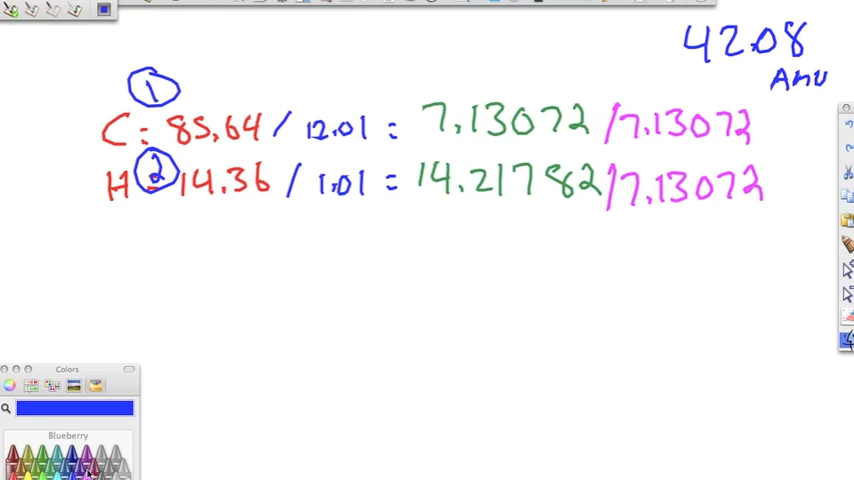 42.08
AMU
1
C = 85.64 / 12.01 = 7.13072 /7.13072
2
H = 14.36 / 1.01 = 14.21782 /7.13072
Colors
Blueberry